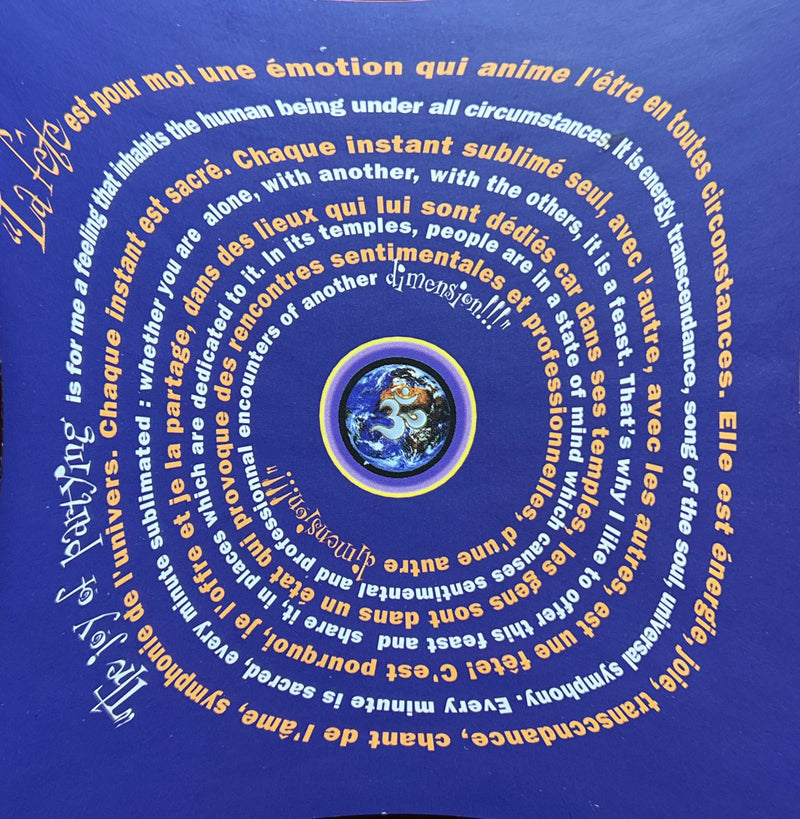 "La fête est pour moi une émotion qui anime l'être en toutes circonstances. Elle est énergie, joie, transcendance, chant de l'âme, symphonie de l'univers. Chaque instant est sacré. Chaque instant sublimé seul, avec l'autre, avec les autres, est une fête! C'est pourquoi, je l'offre et je la partage, dans des lieux qui lui sont dédiés car dans ses temples, les gens sont dans un état qui provoque des rencontres sentimentales et professionnelles, d'une autre dimension!!!"
"The joy of partying is for me a feeling that inhabits the human being under all circumstances. It is energy, transcendance, song of the soul, universal symphony. Every minute is sacred, every minute sublimated : whether you are alone, with another, with the others, it is a feast. That's why I like to offer this feast and share it, in places which are dedicated to it. In its temples, people are in a state of mind which causes sentimental and professionnal encounters of another dimension!!!"
ॐ